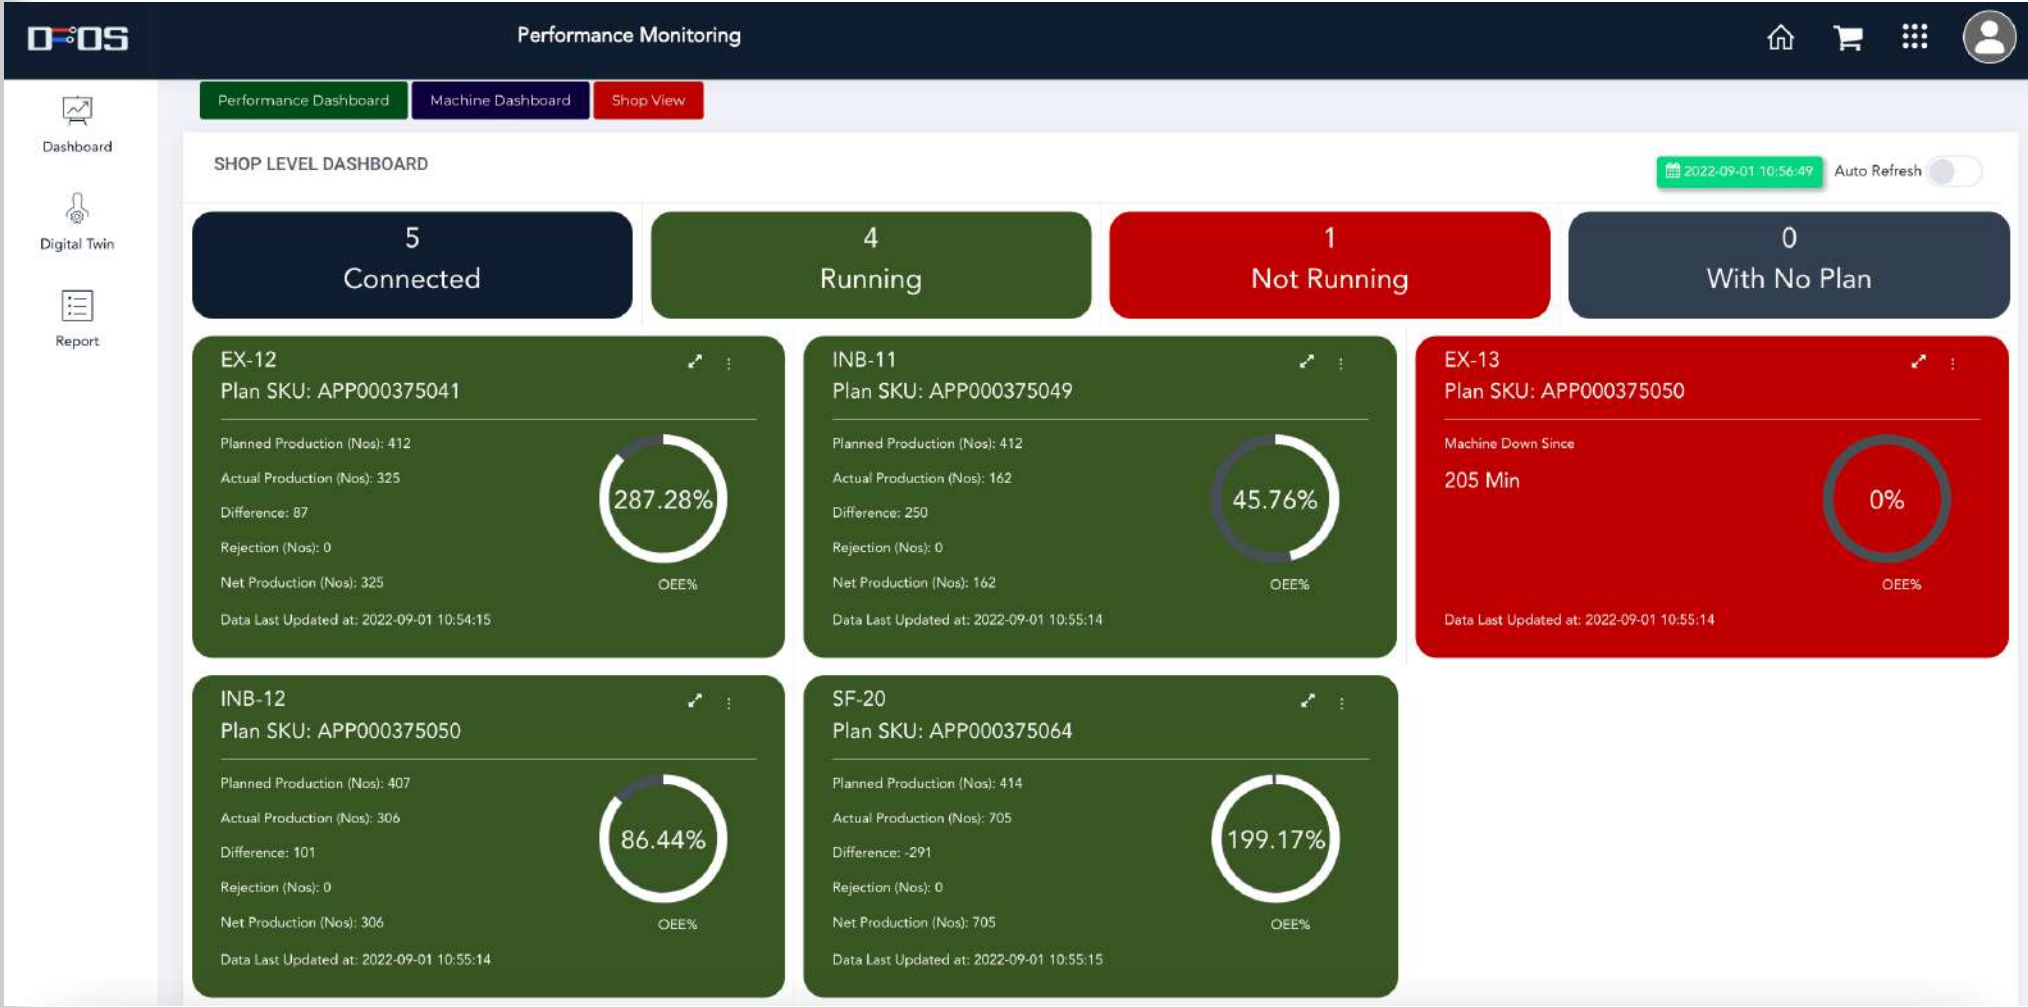 DFOS
Performance Monitoring
Performance Dashboard
Machine Dashboard
Shop View
Dashboard
Digital Twin
Report
SHOP LEVEL DASHBOARD
2022-09-01 10:56:49
Auto Refresh
5
Connected
4
Running
1
Not Running
0
With No Plan
EX-12
Plan SKU: APP000375041
Planned Production (Nos): 412
Actual Production (Nos): 325
Difference: 87
Rejection (Nos): 0
Net Production (Nos): 325
287.28%
OEE%
Data Last Updated at: 2022-09-01 10:54:15
INB-11
Plan SKU: APP000375049
Planned Production (Nos): 412
Actual Production (Nos): 162
Difference: 250
Rejection (Nos): 0
Net Production (Nos): 162
45.76%
OEE%
Data Last Updated at: 2022-09-01 10:55:14
EX-13
Plan SKU: APP000375050
Machine Down Since
205 Min
0%
OEE%
Data Last Updated at: 2022-09-01 10:55:14
INB-12
Plan SKU: APP000375050
Planned Production (Nos): 407
Actual Production (Nos): 306
Difference: 101
Rejection (Nos): 0
Net Production (Nos): 306
86.44%
OEE%
Data Last Updated at: 2022-09-01 10:55:14
SF-20
Plan SKU: APP000375064
Planned Production (Nos): 414
Actual Production (Nos): 705
Difference: -291
Rejection (Nos): 0
Net Production (Nos): 705
199.17%
OEE%
Data Last Updated at: 2022-09-01 10:55:15